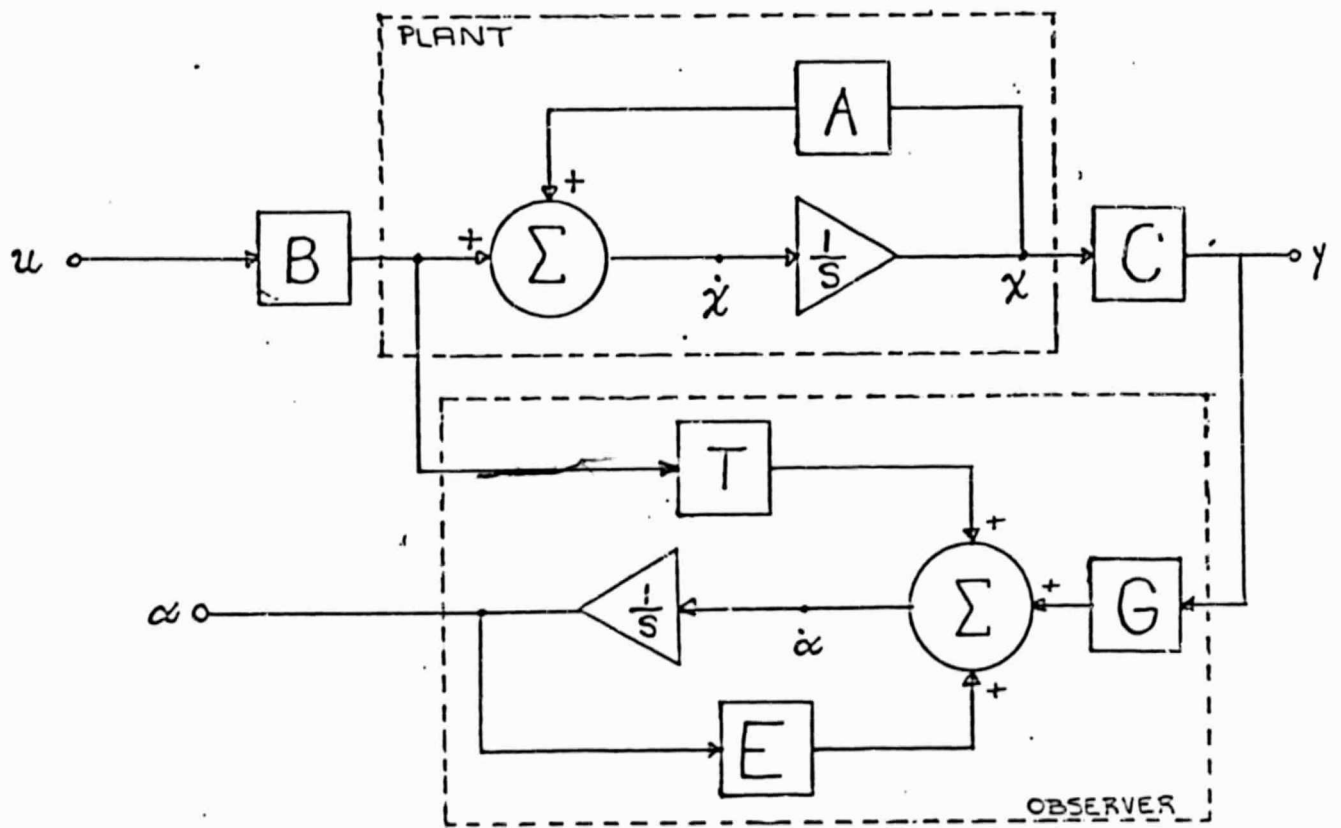 PLANT
A
+
u
B
+
Σ
ẋ
1/S
x
C
y
T
+
α
1/S
α̇
Σ
+
G
+
E
OBSERVER